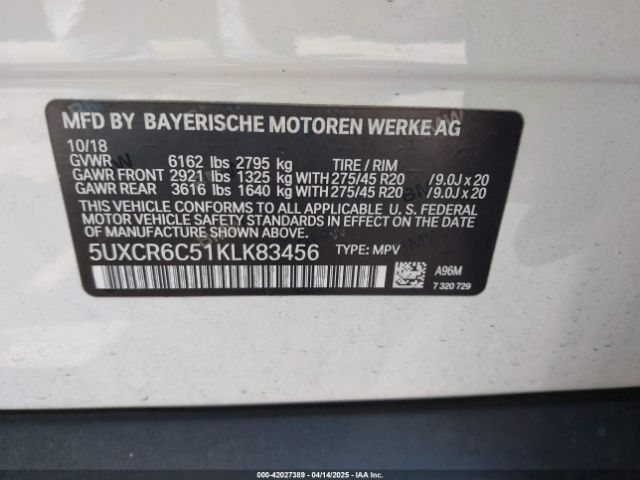 MFD BY BAYERISCHE MOTOREN WERKE AG
10/18
GVWR 6162 lbs 2795 kg TIRE / RIM
GAWR FRONT 2921 lbs 1325 kg WITH 275/45 R20 /9.0J x 20
GAWR REAR 3616 lbs 1640 kg WITH 275/45 R20 /9.0J x 20
THIS VEHICLE CONFORMS TO ALL APPLICABLE U. S. FEDERAL
MOTOR VEHICLE SAFETY STANDARDS IN EFFECT ON THE DATE
OF MANUFACTURE SHOWN ABOVE.
5UXCR6C51KLK83456 TYPE: MPV
A96M
7 320 729
000-42027389 - 04/14/2025 - IAAI.CA